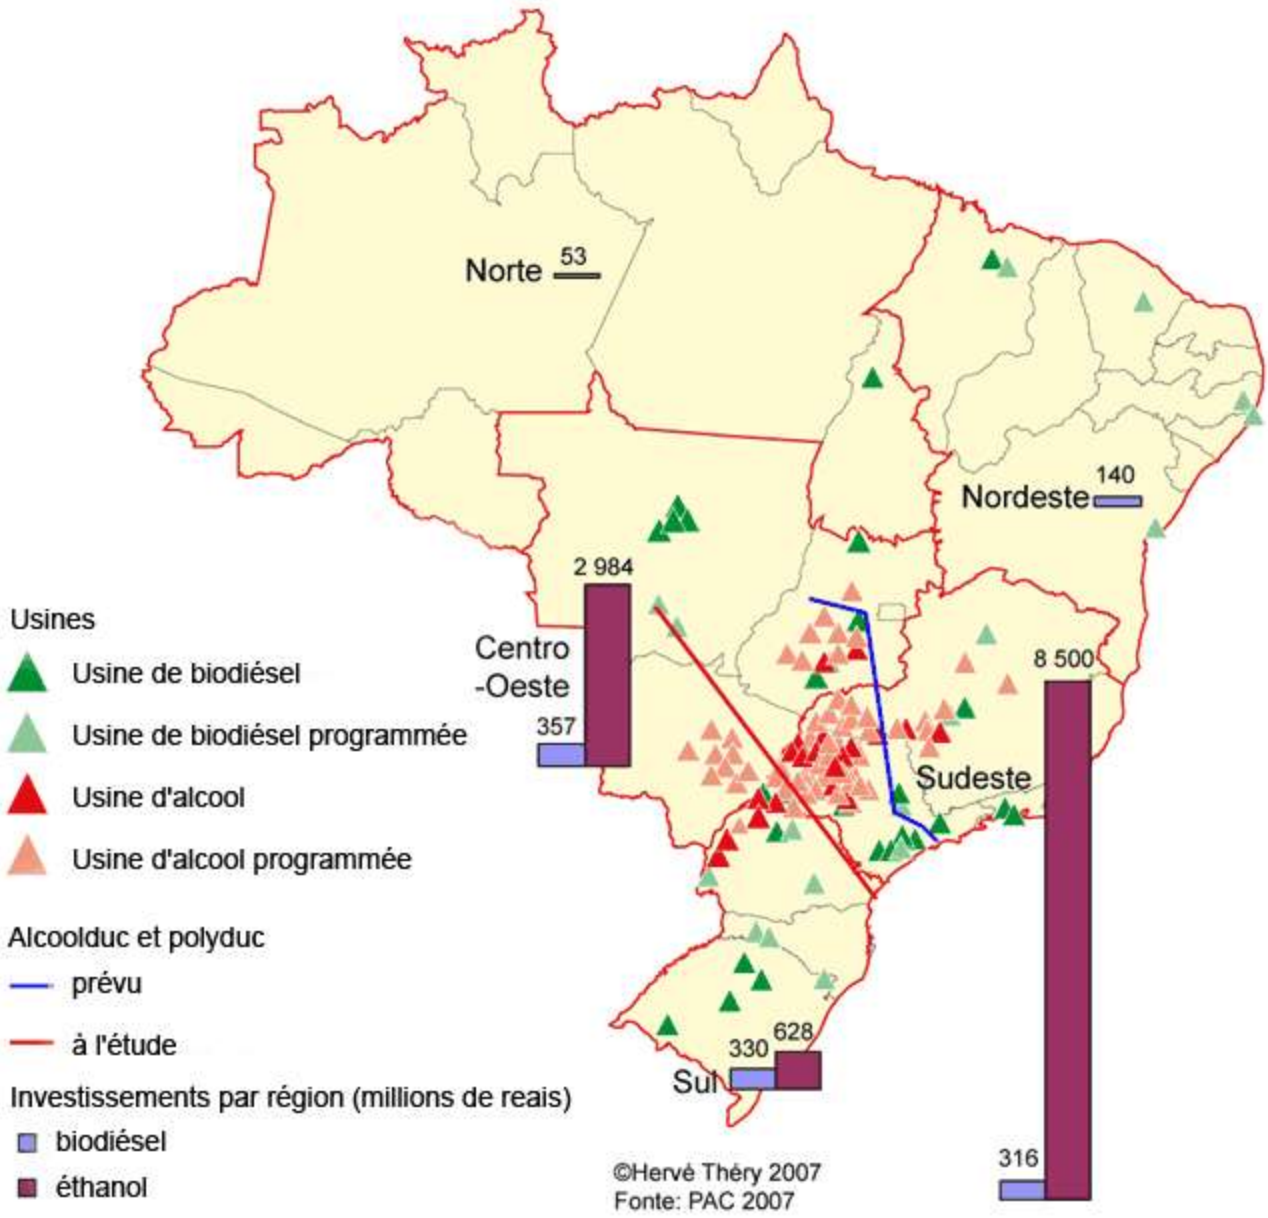 Norte
53
Nordeste
140
2 984
Centro
-Oeste
357
8 500
Sudeste
316
628
330
Sul
Usines
Usine de biodiésel
Usine de biodiésel programmée
Usine d'alcool
Usine d'alcool programmée
Alcoolduc et polyduc
prévu
à l'étude
Investissements par région (millions de reais)
biodiésel
éthanol
©Hervé Théry 2007
Fonte: PAC 2007